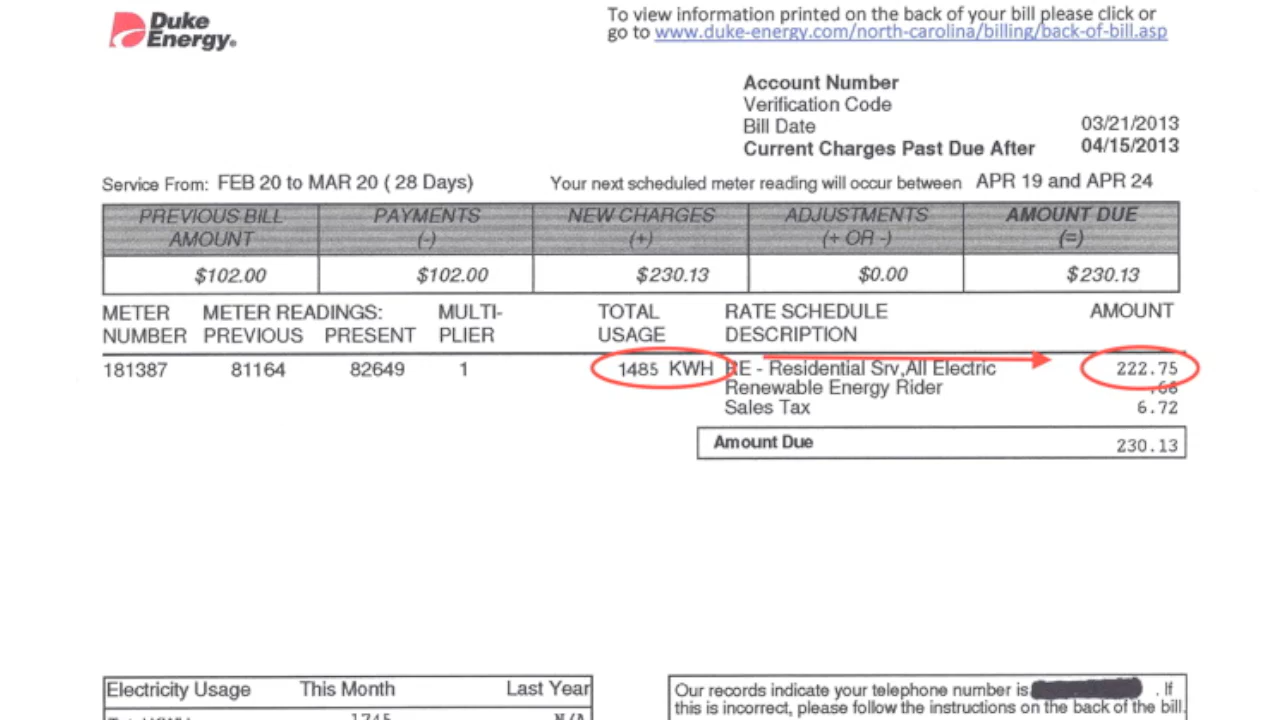 Duke
Energy®
To view information printed on the back of your bill please click or
go to www.duke-energy.com/north-carolina/billing/back-of-bill.asp
Account Number
Verification Code
Bill Date 03/21/2013
Current Charges Past Due After 04/15/2013
Service From: FEB 20 to MAR 20 ( 28 Days) Your next scheduled meter reading will occur between APR 19 and APR 24
PREVIOUS BILL PAYMENTS NEW CHARGES ADJUSTMENTS AMOUNT DUE
AMOUNT (-) (+) (+ OR -) (=)
$102.00 $102.00 $230.13 $0.00 $230.13
METER METER READINGS: MULTI- TOTAL RATE SCHEDULE AMOUNT
NUMBER PREVIOUS PRESENT PLIER USAGE DESCRIPTION
181387 81164 82649 1 1485 KWH RE - Residential Srv,All Electric 222.75
Renewable Energy Rider .68
Sales Tax 6.72
Amount Due 230.13
Electricity Usage This Month Last Year
Our records indicate your telephone number is . If
this is incorrect, please follow the instructions on the back of the bill.